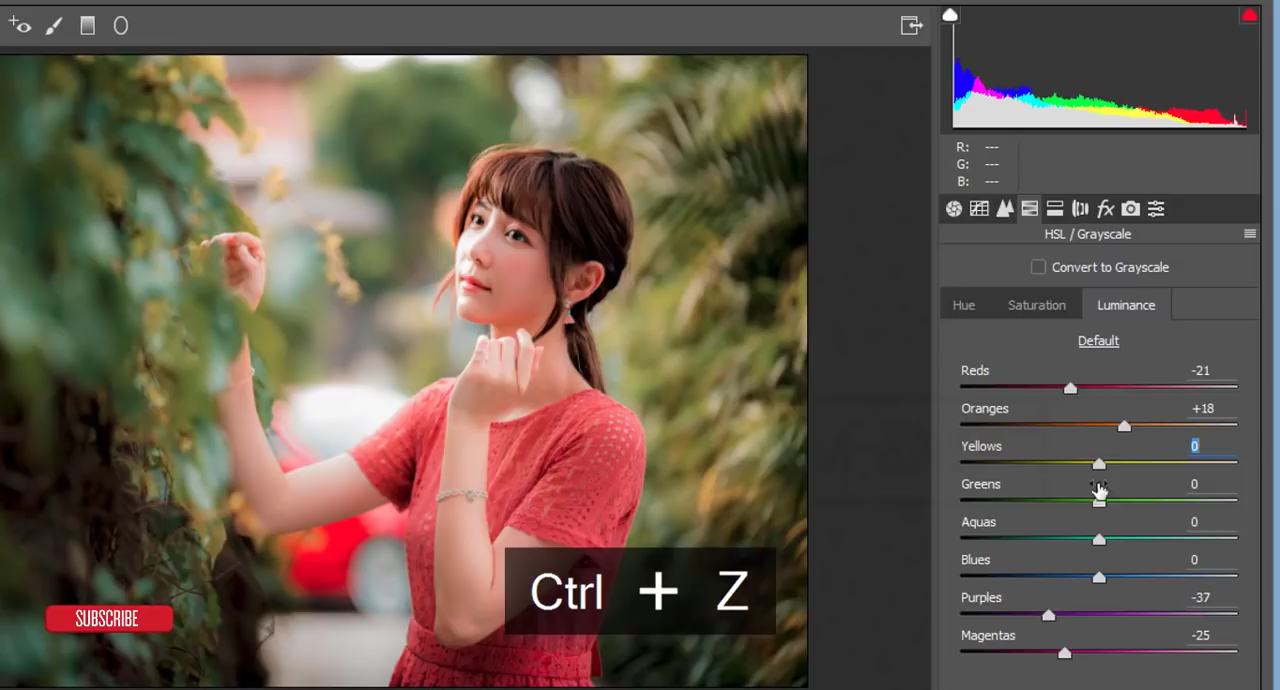 R: ---
G: ---
B: ---
HSL / Grayscale
Convert to Grayscale
Hue Saturation Luminance
Default
Reds -21
Oranges +18
Yellows 0
Greens 0
Aquas 0
Blues 0
Purples -37
Magentas -25
Ctrl + Z
SUBSCRIBE